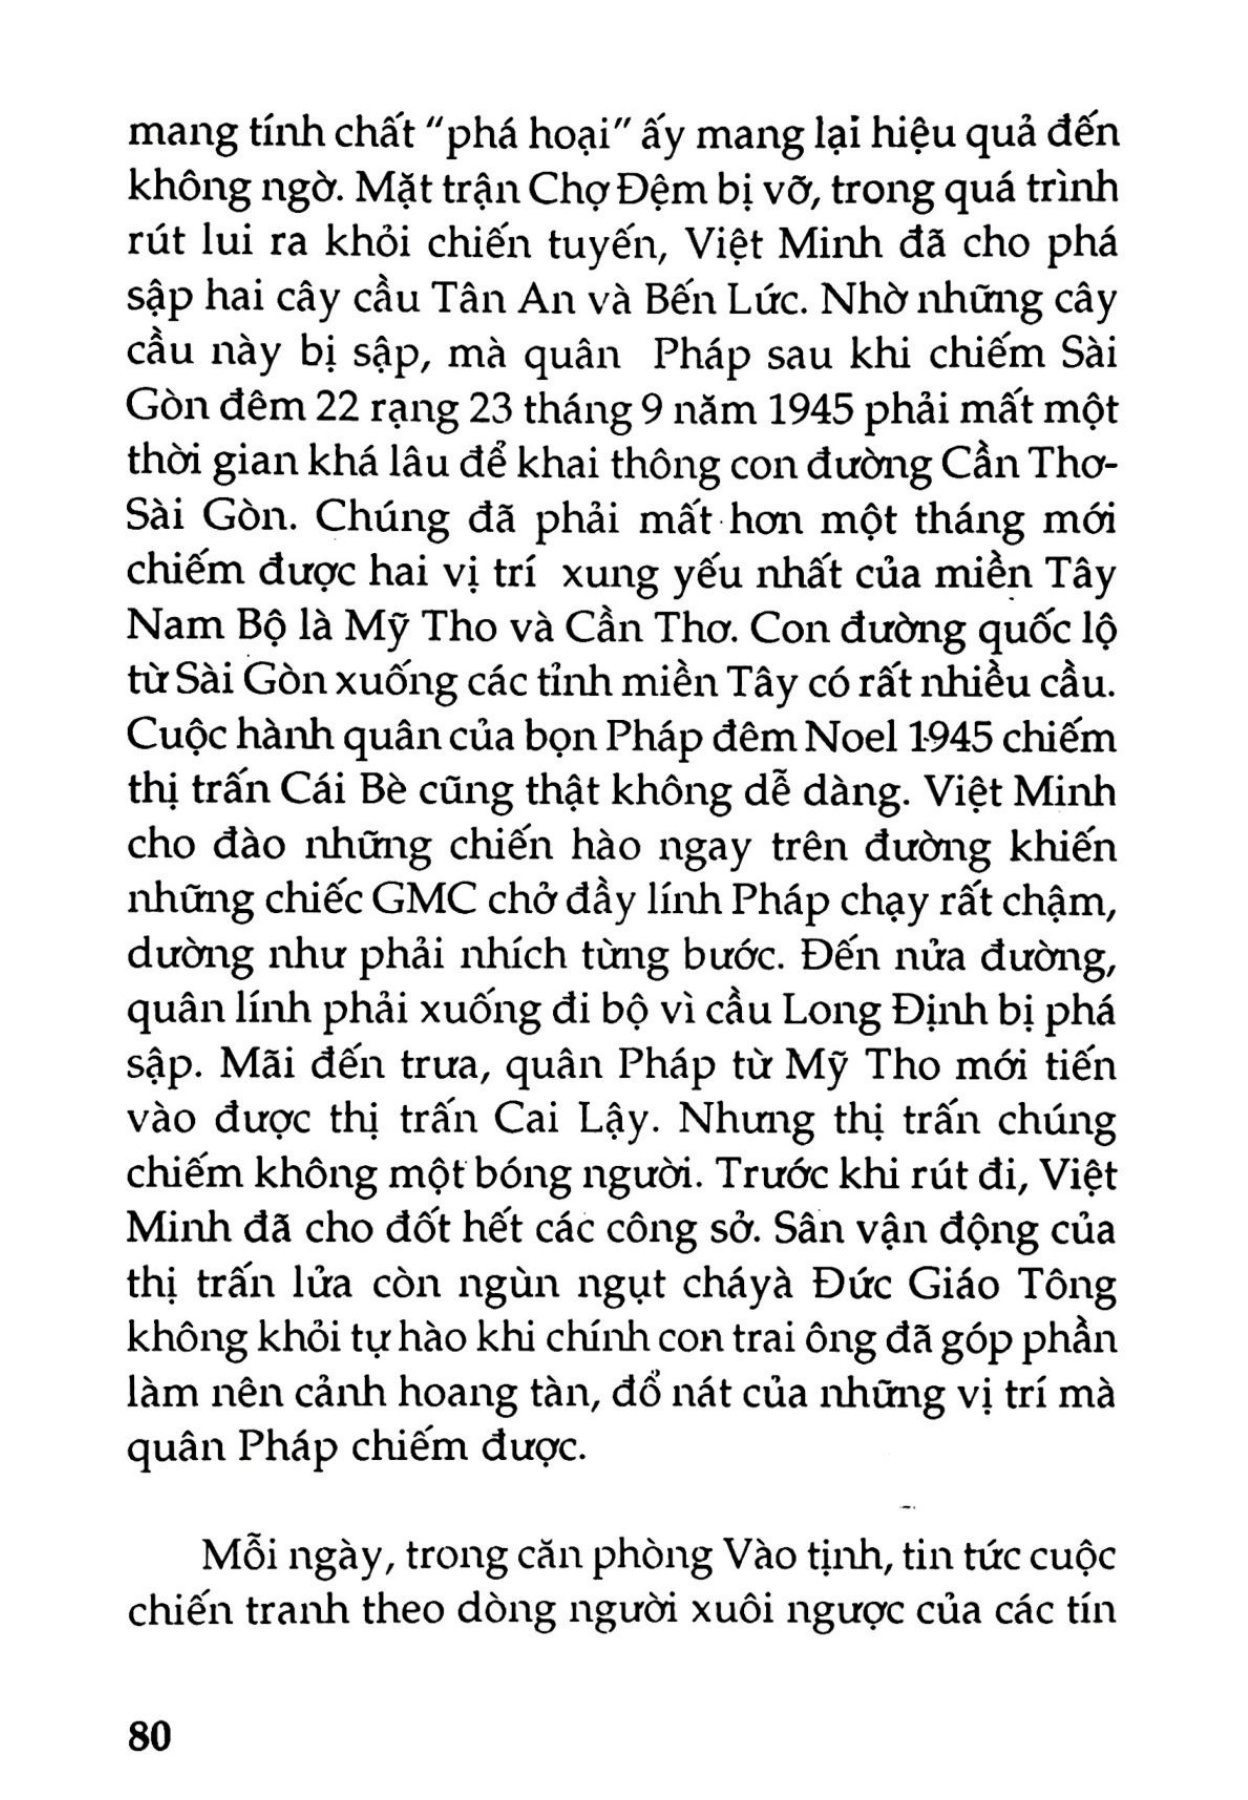 mang tính chất "phá hoại" ấy mang lại hiệu quả đến
không ngờ. Mặt trận Chợ Đệm bị vỡ, trong quá trình
rút lui ra khỏi chiến tuyến, Việt Minh đã cho phá
sập hai cây cầu Tân An và Bến Lức. Nhờ những cây
cầu này bị sập, mà quân Pháp sau khi chiếm Sài
Gòn đêm 22 rạng 23 tháng 9 năm 1945 phải mất một
thời gian khá lâu để khai thông con đường Cần Thơ-
Sài Gòn. Chúng đã phải mất hơn một tháng mới
chiếm được hai vị trí xung yếu nhất của miền Tây
Nam Bộ là Mỹ Tho và Cần Thơ. Con đường quốc lộ
từ Sài Gòn xuống các tỉnh miền Tây có rất nhiều cầu.
Cuộc hành quân của bọn Pháp đêm Noel 1945 chiếm
thị trấn Cái Bè cũng thật không dễ dàng. Việt Minh
cho đào những chiến hào ngay trên đường khiến
những chiếc GMC chở đầy lính Pháp chạy rất chậm,
dường như phải nhích từng bước. Đến nửa đường,
quân lính phải xuống đi bộ vì cầu Long Định bị phá
sập. Mãi đến trưa, quân Pháp từ Mỹ Tho mới tiến
vào được thị trấn Cai Lậy. Nhưng thị trấn chúng
chiếm không một bóng người. Trước khi rút đi, Việt
Minh đã cho đốt hết các công sở. Sân vận động của
thị trấn lửa còn ngùn ngụt cháyà Đức Giáo Tông
không khỏi tự hào khi chính con trai ông đã góp phần
làm nên cảnh hoang tàn, đổ nát của những vị trí mà
quân Pháp chiếm được.
Mỗi ngày, trong căn phòng Vào tịnh, tin tức cuộc
chiến tranh theo dòng người xuôi ngược của các tín
80